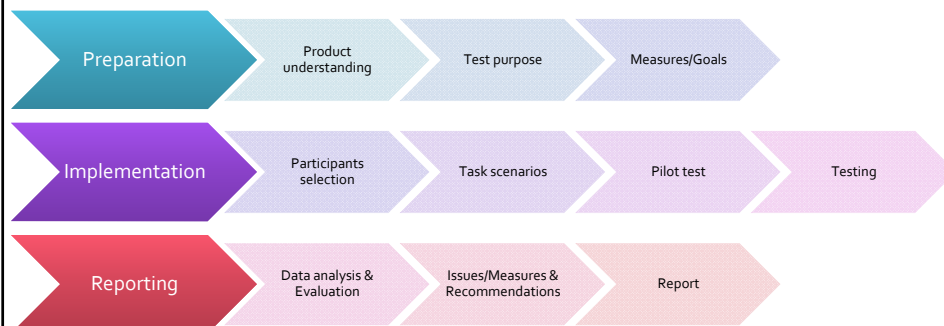 Preparation
Product
understanding
Test purpose
Measures/Goals
Implementation
Participants
selection
Task scenarios
Pilot test
Testing
Reporting
Data analysis &
Evaluation
Issues/Measures &
Recommendations
Report